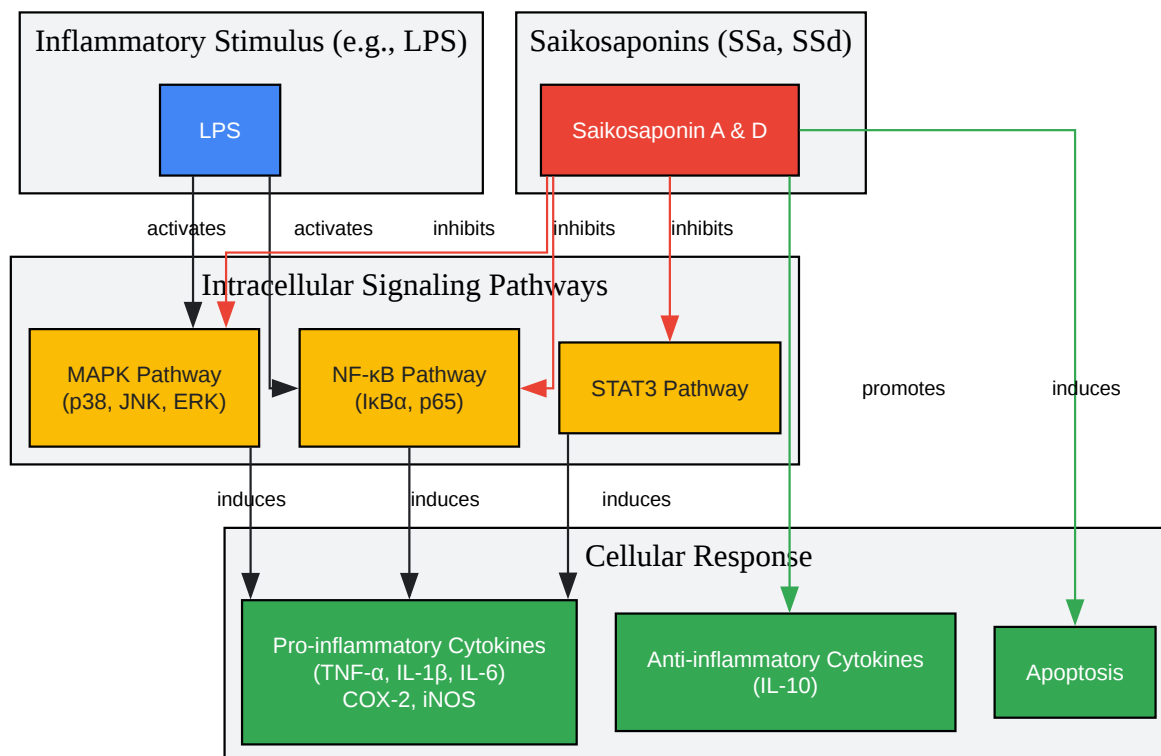 Inflammatory Stimulus (e.g., LPS)
Saikosaponins (SSa, SSd)
LPS
Saikosaponin A & D
activates
activates
inhibits
inhibits
inhibits
Intracellular Signaling Pathways
MAPK Pathway
(p38, JNK, ERK)
NF-κB Pathway
(IκBα, p65)
STAT3 Pathway
promotes
induces
induces
induces
induces
Cellular Response
Pro-inflammatory Cytokines
(TNF-α, IL-1β, IL-6)
COX-2, iNOS
Anti-inflammatory Cytokines
(IL-10)
Apoptosis